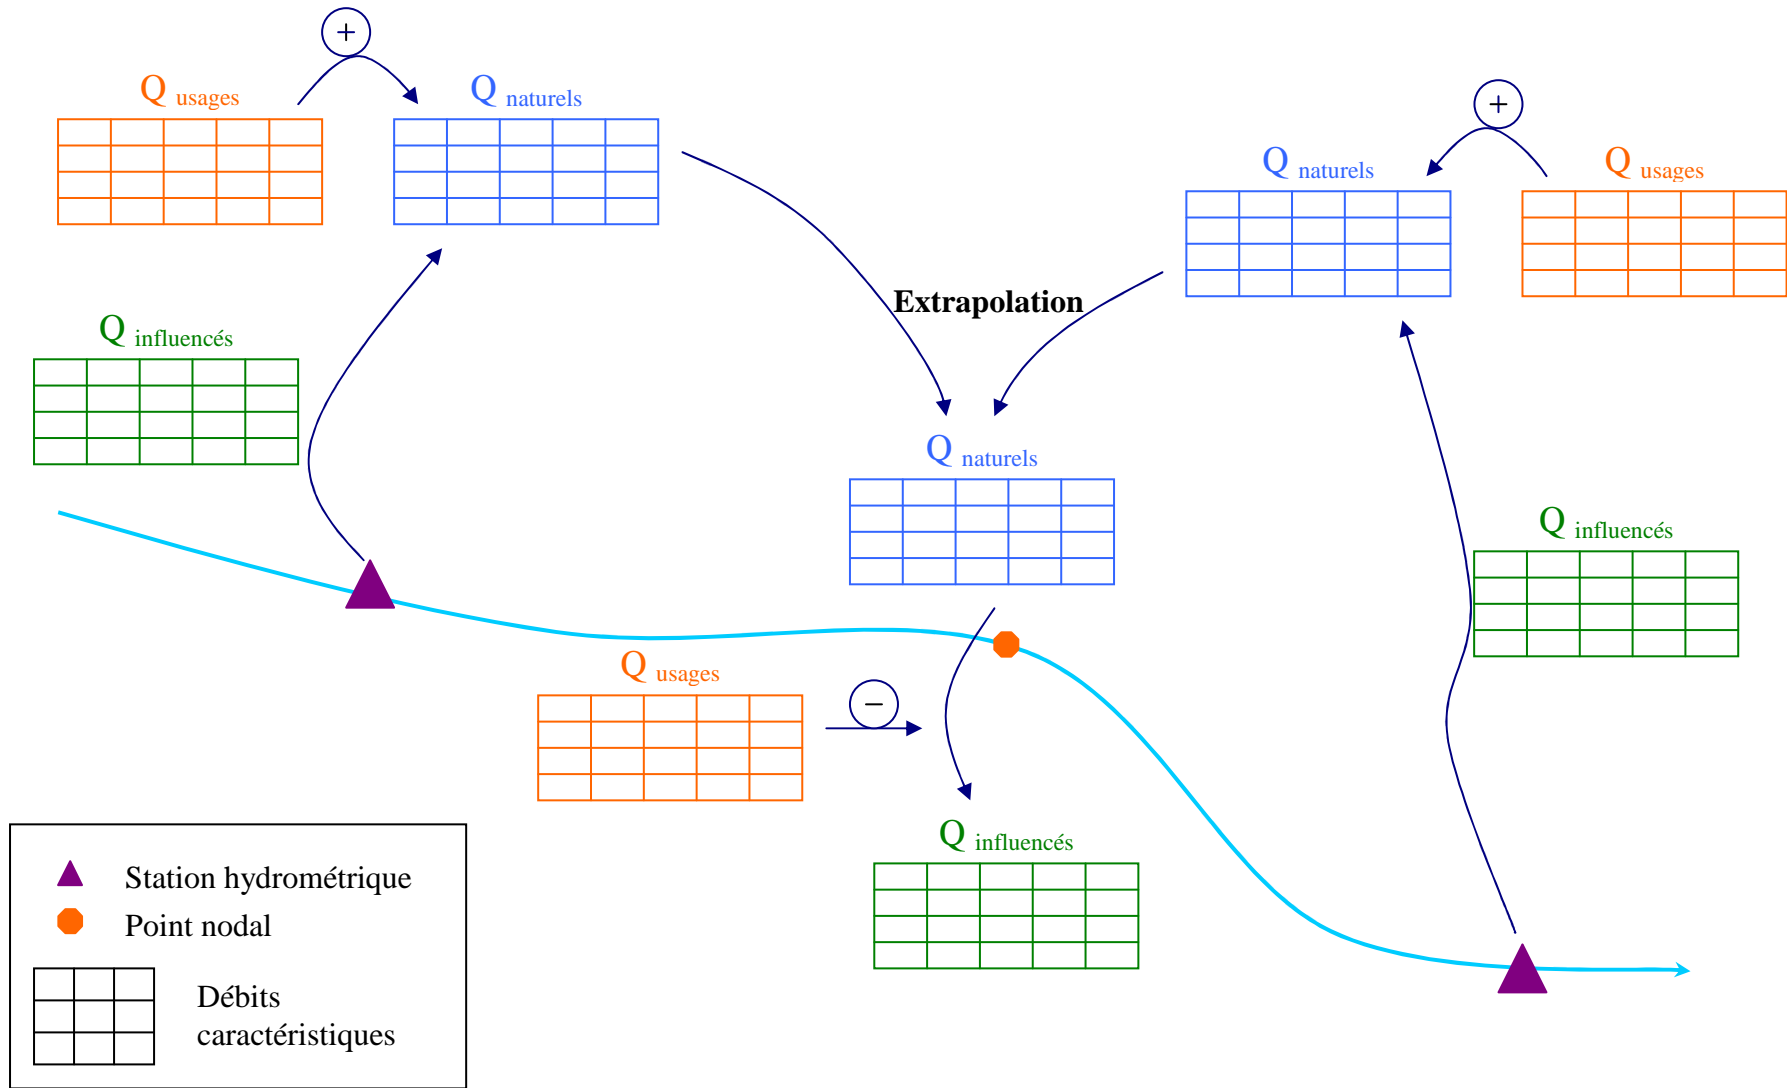 +
Q usages
Q naturels
+
Q naturels
Q usages
Extrapolation
Q influencés
Q naturels
Q influencés
Q usages
−
Q influencés
Station hydrométrique
Point nodal
Débits
caractéristiques